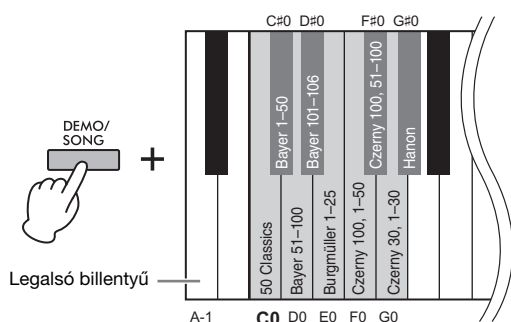 C#0 D#0 F#0 G#0
DEMO/
SONG
+
Bayer 1–50
Bayer 101–106
Czerny 100, 51–100
Hanon
50 Classics
Bayer 51–100
Burgmüller 1–25
Czerny 100, 1–50
Czerny 30, 1–30
Legalsó billentyű
A-1 C0 D0 E0 F0 G0